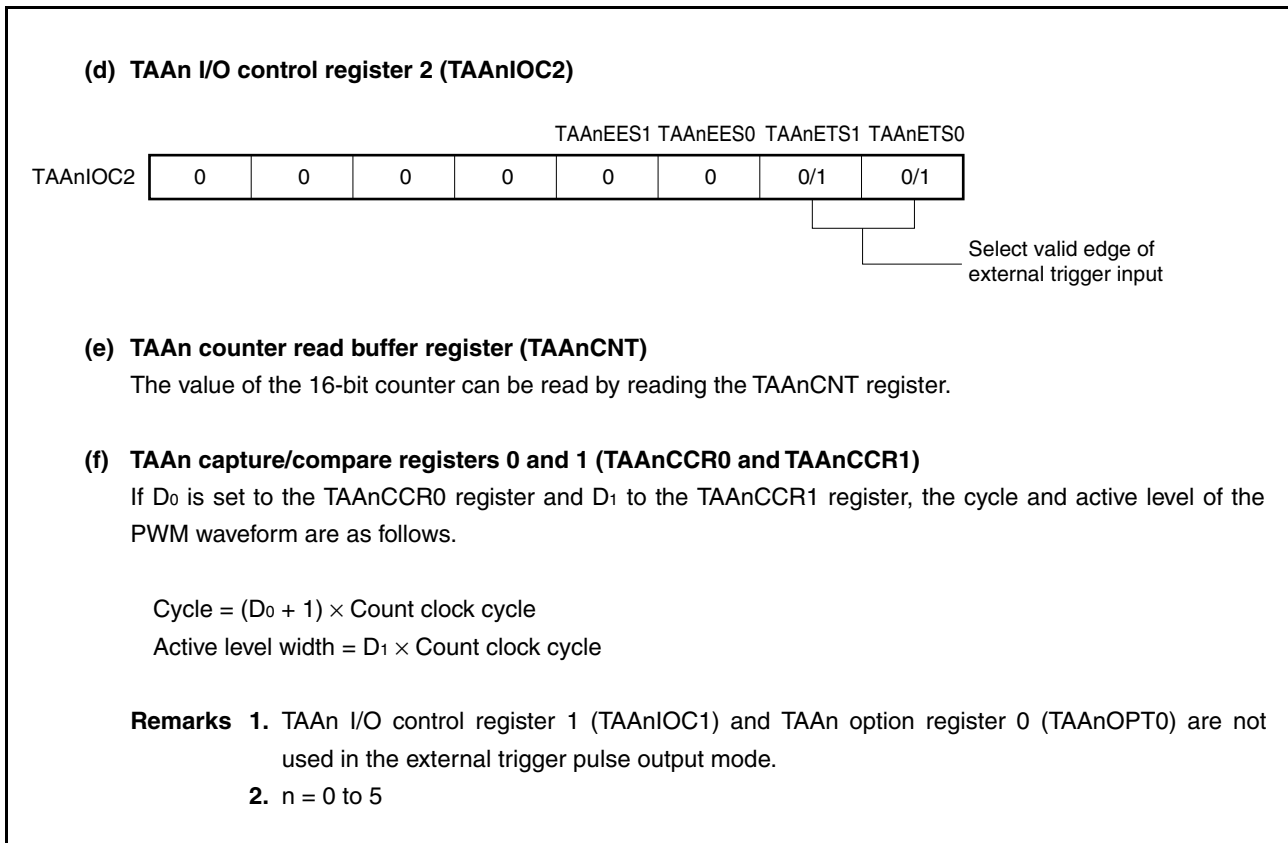 (d) TAAn I/O control register 2 (TAAnIOC2)
TAAnEES1 TAAnEES0 TAAnETS1 TAAnETS0
TAAnIOC2 0 0 0 0 0 0 0/1 0/1
Select valid edge of
external trigger input
(e) TAAn counter read buffer register (TAAnCNT)
The value of the 16-bit counter can be read by reading the TAAnCNT register.
(f) TAAn capture/compare registers 0 and 1 (TAAnCCR0 and TAAnCCR1)
If D0 is set to the TAAnCCR0 register and D1 to the TAAnCCR1 register, the cycle and active level of the
PWM waveform are as follows.
Cycle = (D0 + 1) × Count clock cycle
Active level width = D1 × Count clock cycle
Remarks 1. TAAn I/O control register 1 (TAAnIOC1) and TAAn option register 0 (TAAnOPT0) are not
used in the external trigger pulse output mode.
2. n = 0 to 5